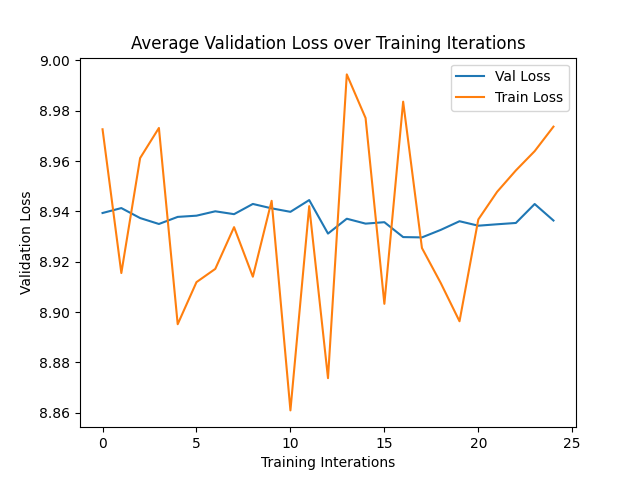 Average Validation Loss over Training Iterations
Val Loss
Train Loss
Validation Loss
9.00
8.98
8.96
8.94
8.92
8.90
8.88
8.86
0
5
10
15
20
25
Training Interations